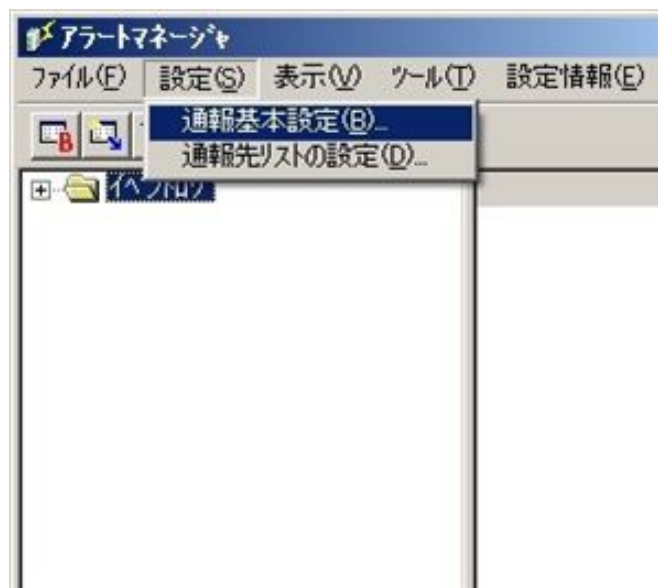 アラートマネージャ
ファイル(F) 設定(S) 表示(V) ツール(T) 設定情報(E)
通報基本設定(B)...
通報先リストの設定(D)...
B
イベントログ